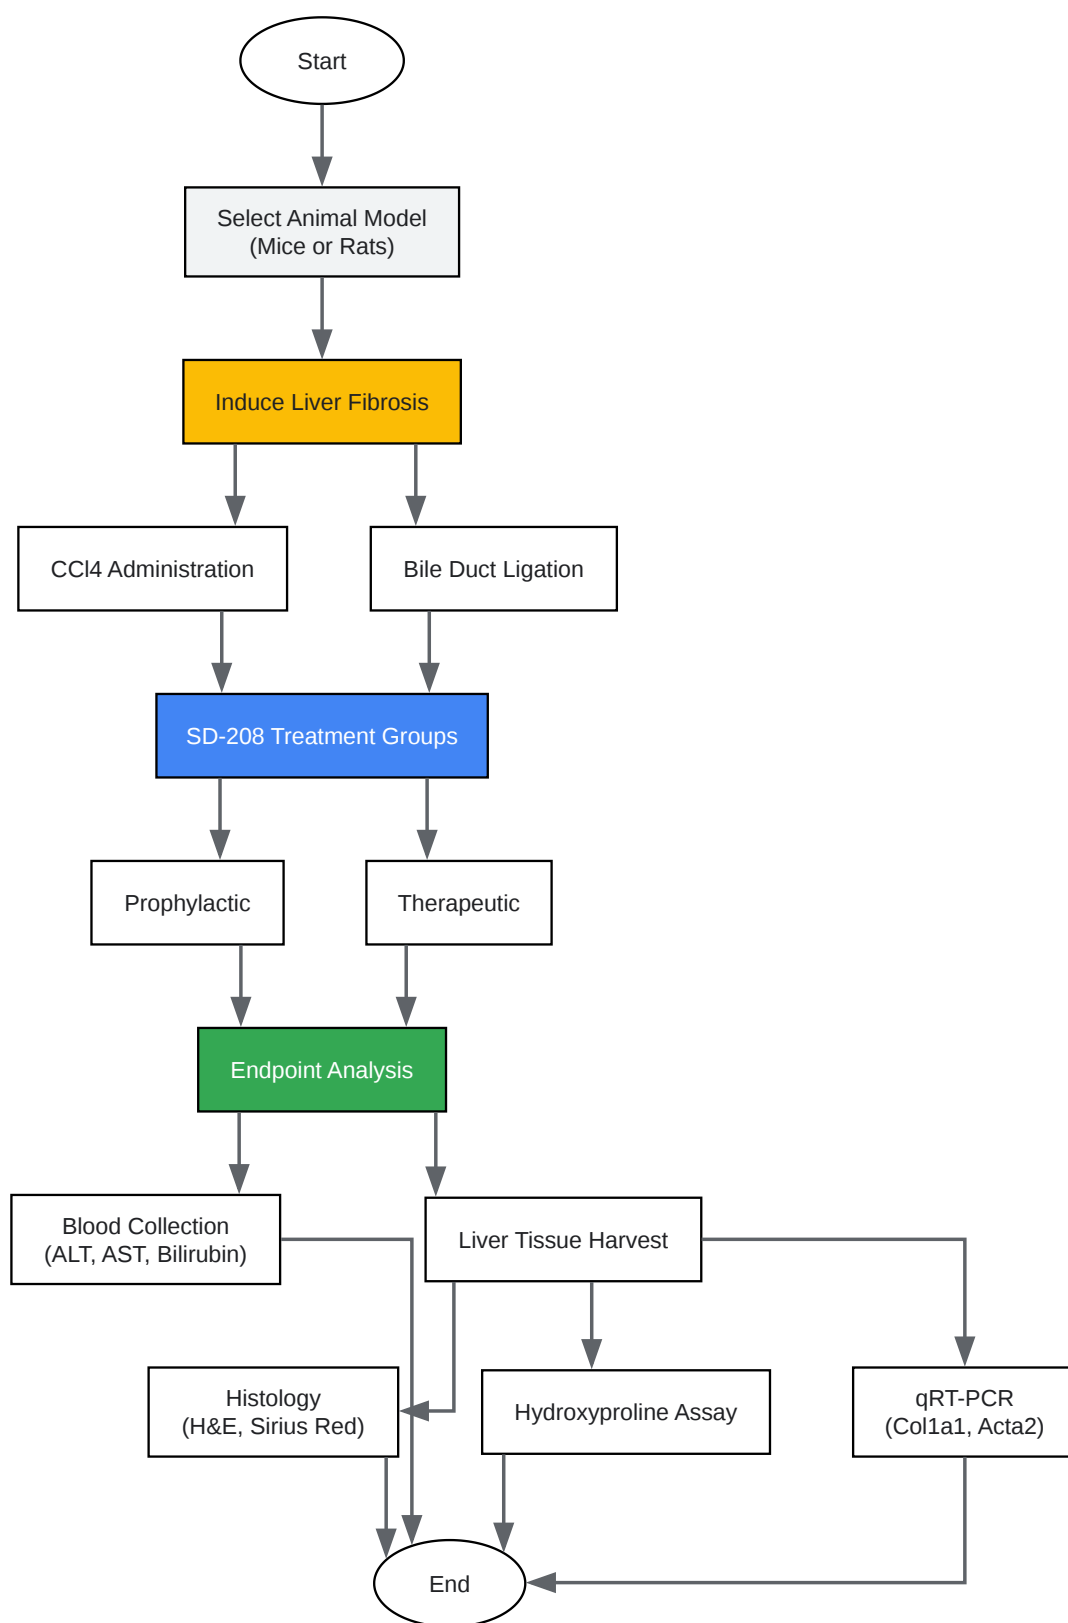 Start
Select Animal Model
(Mice or Rats)
Induce Liver Fibrosis
CCl4 Administration
Bile Duct Ligation
SD-208 Treatment Groups
Prophylactic
Therapeutic
Endpoint Analysis
Blood Collection
(ALT, AST, Bilirubin)
Liver Tissue Harvest
Histology
(H&E, Sirius Red)
Hydroxyproline Assay
qRT-PCR
(Col1a1, Acta2)
End